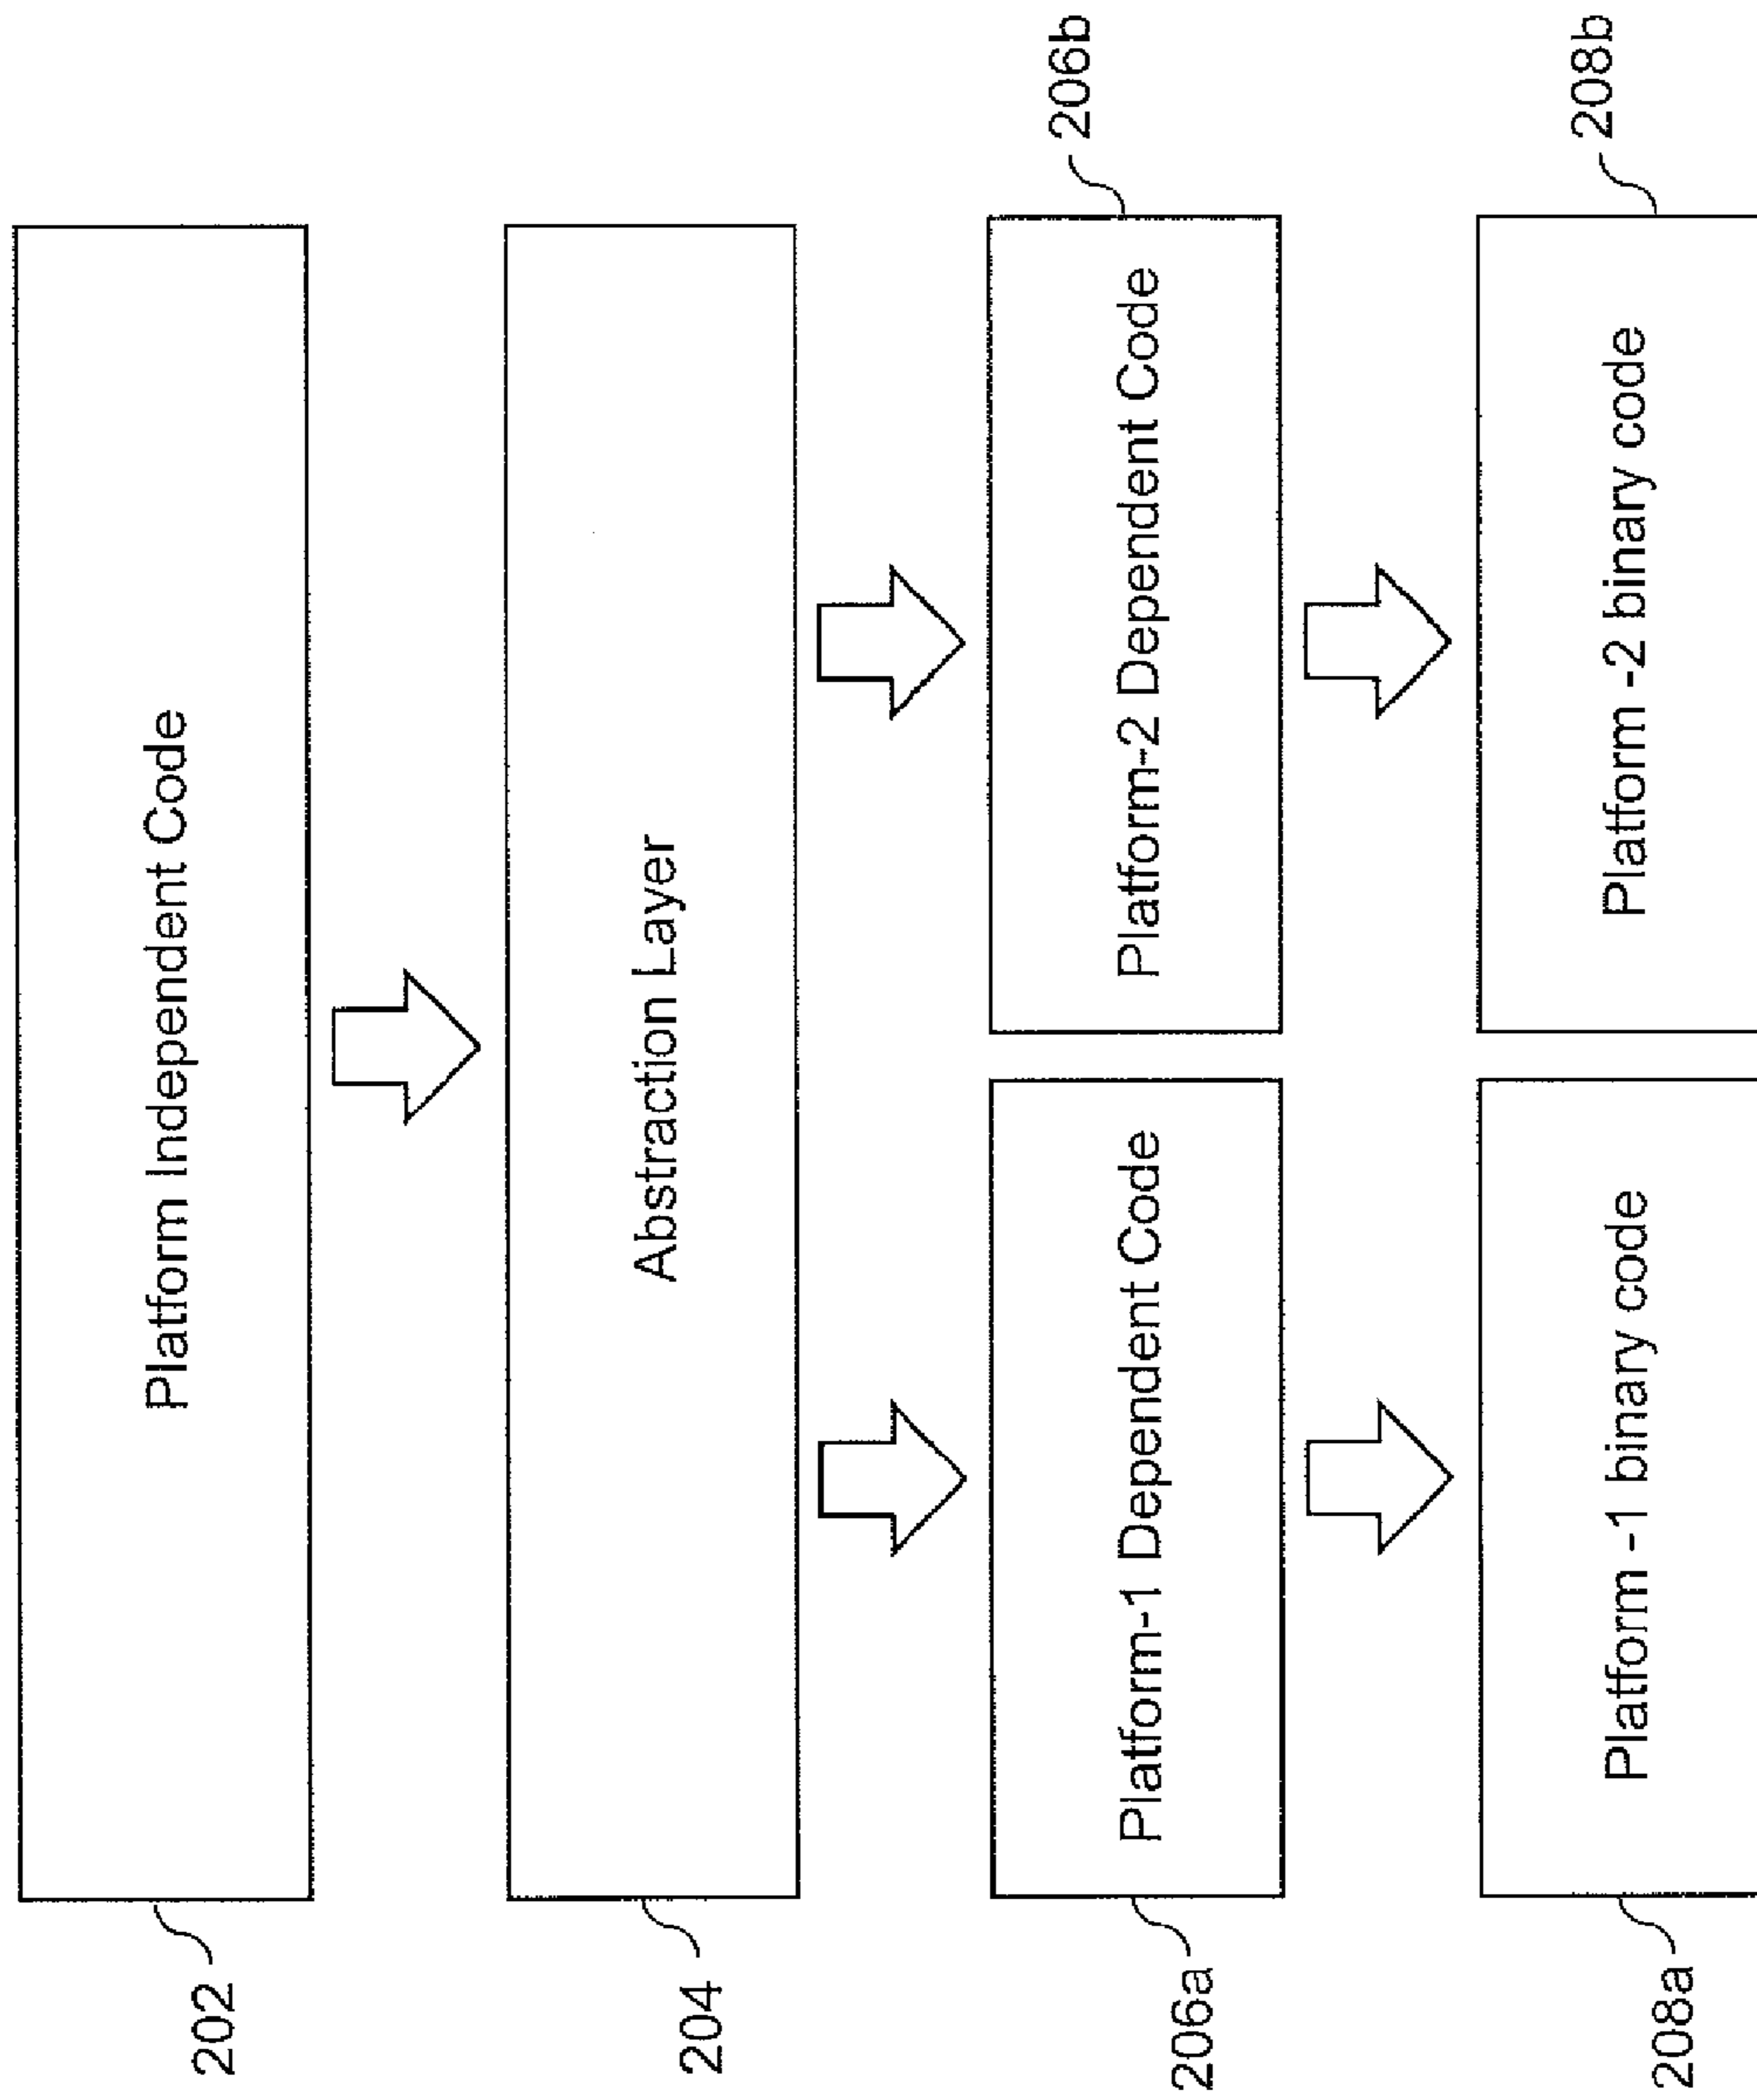 Platform Independent Code
202
Abstraction Layer
204
Platform-1 Dependent Code
206a
Platform-2 Dependent Code
206b
Platform -1 binary code
208a
Platform -2 binary code
208b